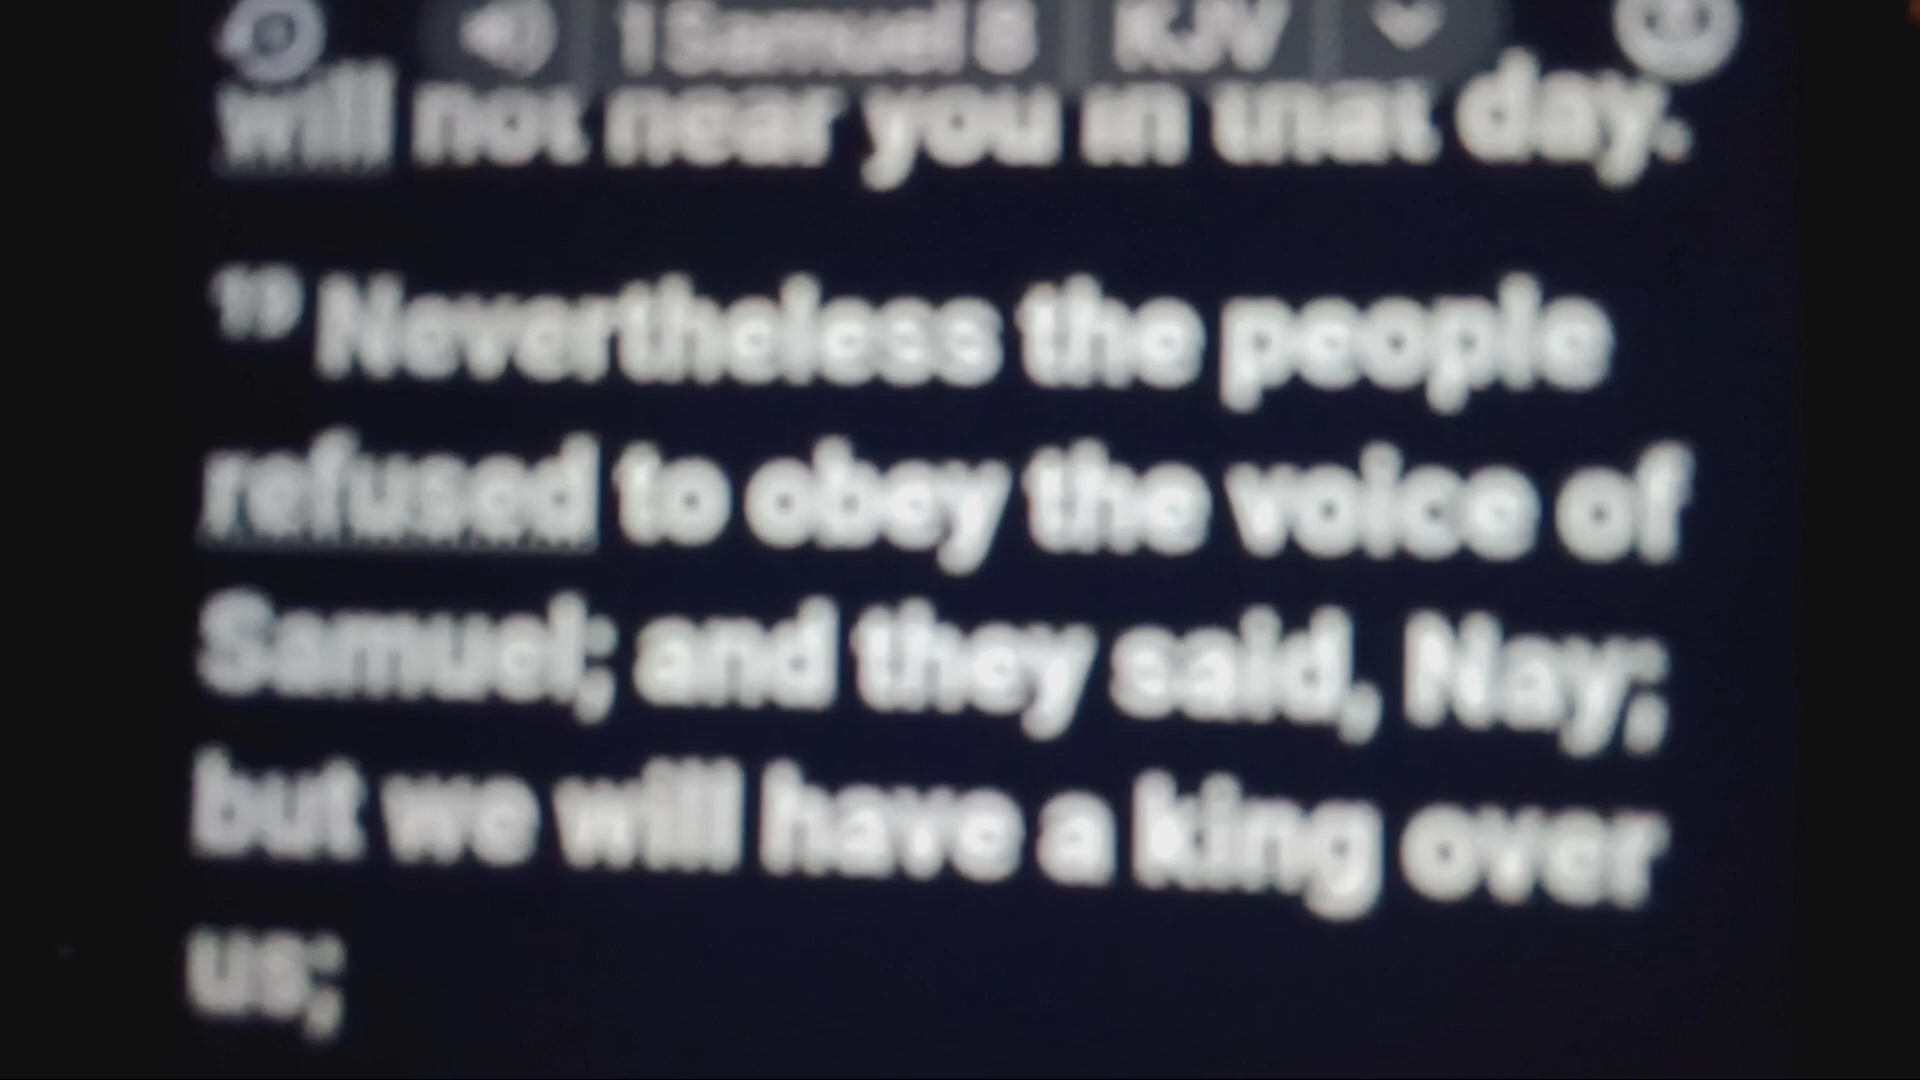 1 Samuel 8 KJV
will not hear you in that day.
19 Nevertheless the people
refused to obey the voice of
Samuel; and they said, Nay;
but we will have a king over
us;